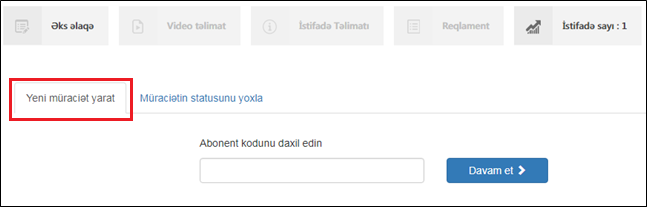 Əks əlaqə Video təlimat İstifadə Təlimatı Reqlament İstifadə sayı : 1
Yeni müraciət yarat Müraciətin statusunu yoxla
Abonent kodunu daxil edin
Davam et